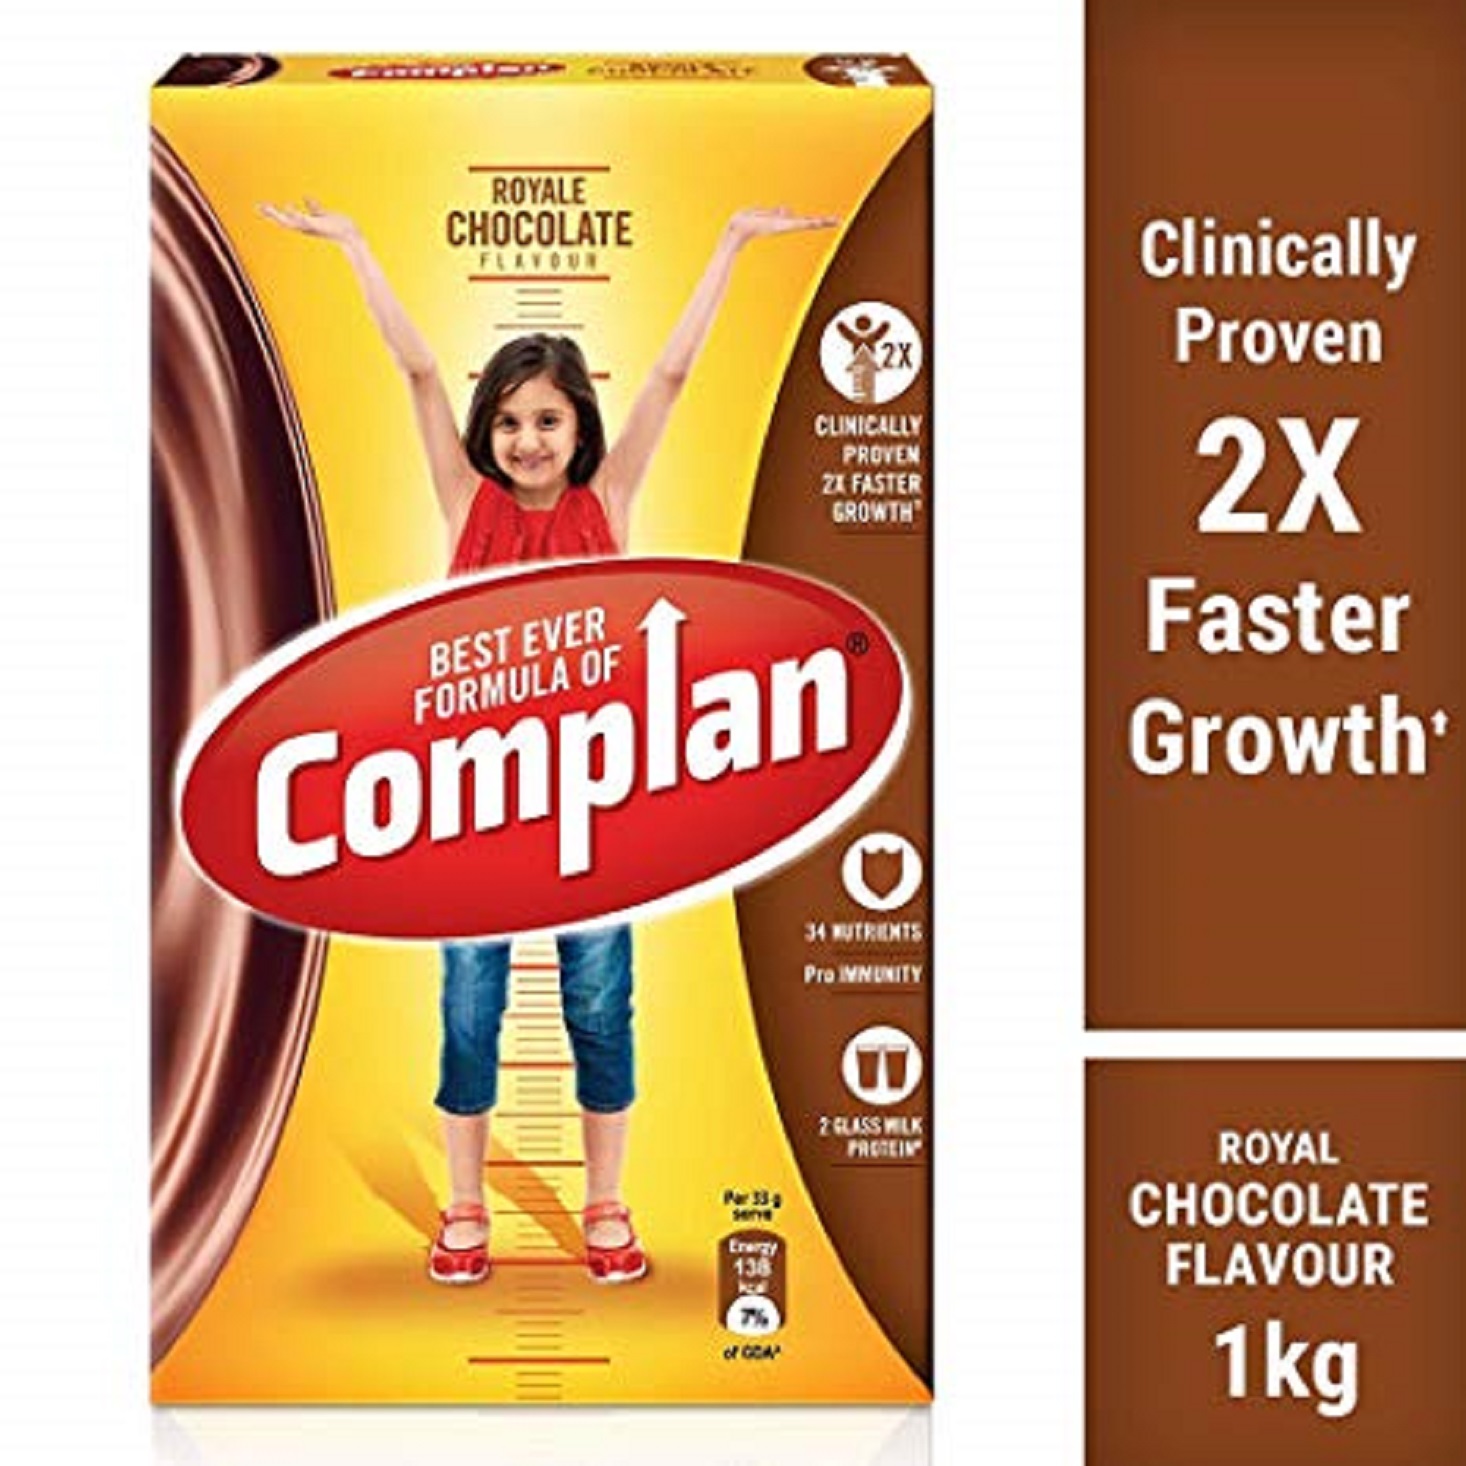 Complan
ROYALE
CHOCOLATE
FLAVOUR
2X
CLINICALLY
PROVEN
2X FASTER
GROWTH†
BEST EVER
FORMULA OF
Complan®
34 NUTRIENTS
Pro IMMUNITY
2 GLASS MILK
PROTEIN#
Per 33 g
serve
Energy
138
kcal
7%
of GDA*
Clinically
Proven
2X
Faster
Growth†
ROYAL
CHOCOLATE
FLAVOUR
1kg